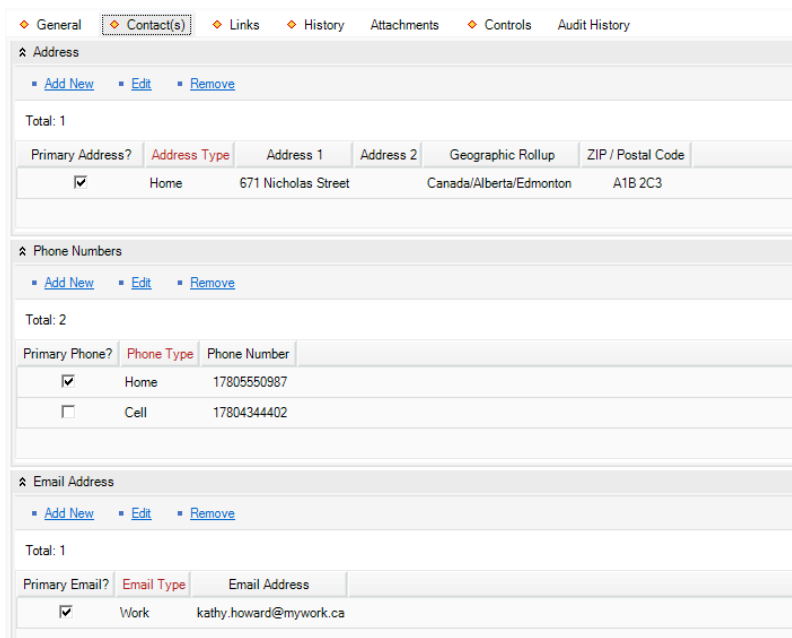 General Contact(s) Links History Attachments Controls Audit History
Address
Add New Edit Remove
Total: 1
Primary Address? Address Type Address 1 Address 2 Geographic Rollup ZIP / Postal Code
Home 671 Nicholas Street Canada/Alberta/Edmonton A1B 2C3
Phone Numbers
Add New Edit Remove
Total: 2
Primary Phone? Phone Type Phone Number
Home 17805550987
Cell 17804344402
Email Address
Add New Edit Remove
Total: 1
Primary Email? Email Type Email Address
Work kathy.howard@mywork.ca